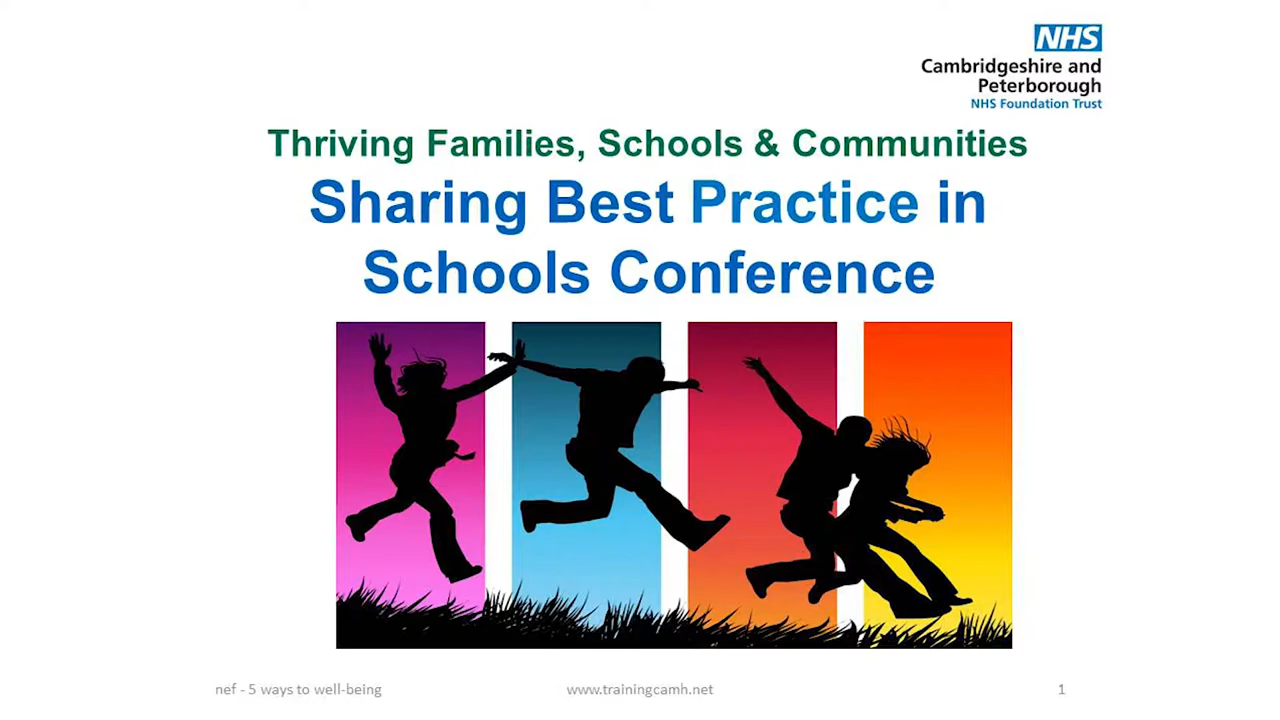 NHS
Cambridgeshire and
Peterborough
NHS Foundation Trust
Thriving Families, Schools & Communities
Sharing Best Practice in
Schools Conference
nef - 5 ways to well-being
www.trainingcamh.net
1